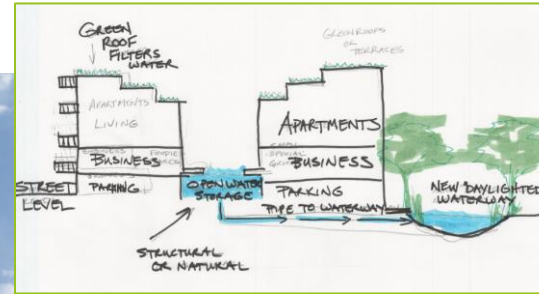 GREEN
ROOF
FILTERS
WATER
GREEN ROOFS
OR
TERRACES
APARTMENTS
LIVING
APARTMENTS
BUSINESS
BUSINESS
STREET
LEVEL
PARKING
OPEN WATER
STORAGE
PARKING
NEW DAYLIGHTED
WATERWAY
PIPE TO WATERWAY
STRUCTURAL
OR NATURAL